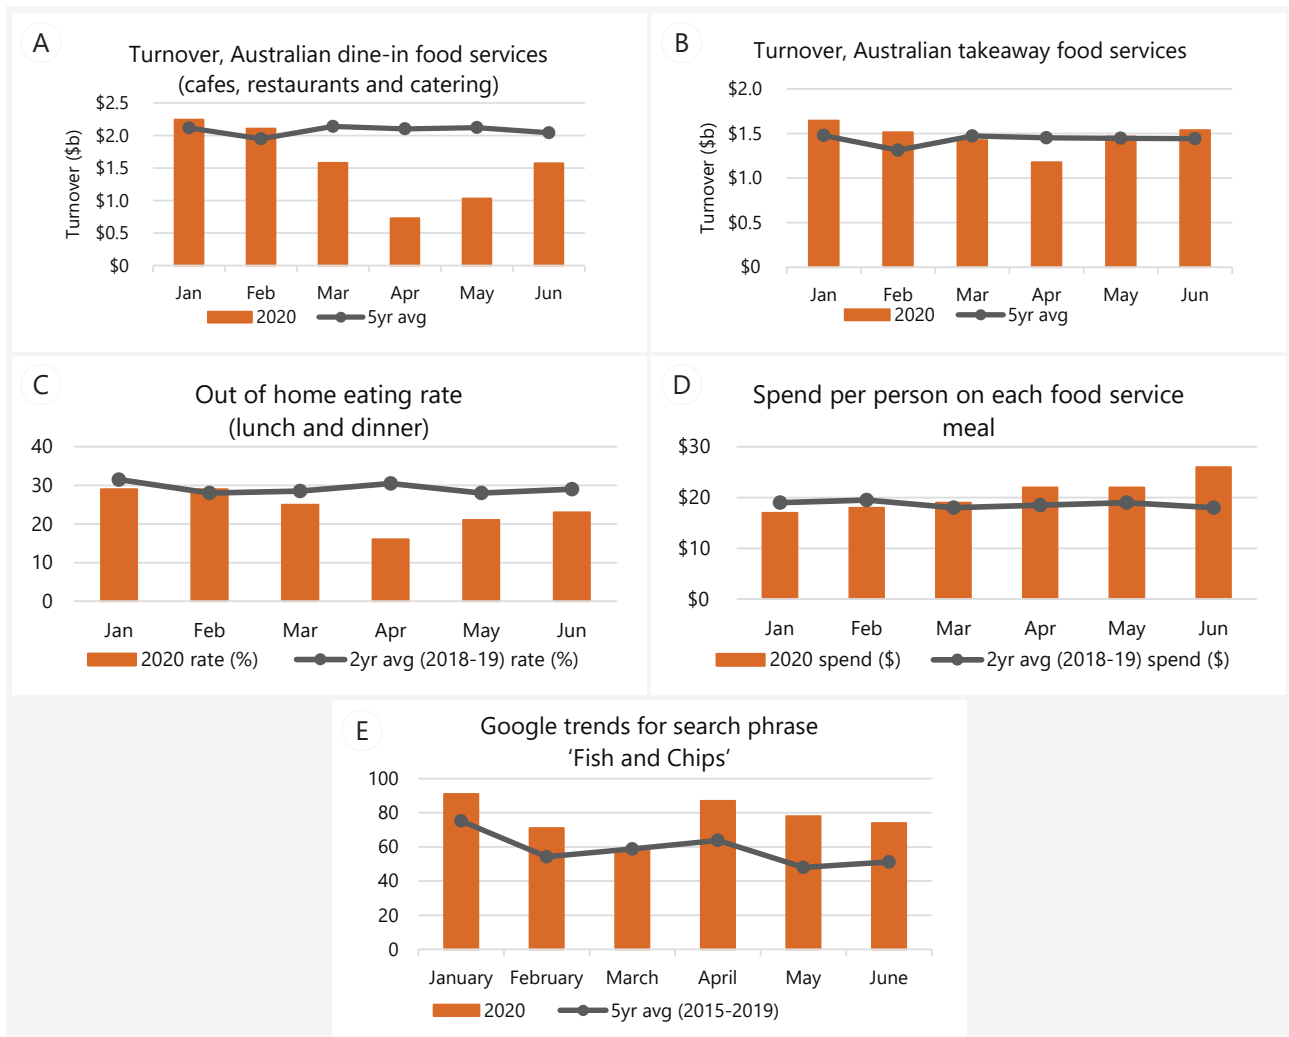 A
Turnover, Australian dine-in food services
(cafes, restaurants and catering)
$2.5
$2.0
$1.5
$1.0
$0.5
$0
Turnover ($b)
Jan Feb Mar Apr May Jun
2020 5yr avg
B
Turnover, Australian takeaway food services
$2.0
$1.5
$1.0
$0.5
$0
Turnover ($b)
Jan Feb Mar Apr May Jun
2020 5yr avg
C
Out of home eating rate
(lunch and dinner)
40
30
20
10
0
Jan Feb Mar Apr May Jun
2020 rate (%) 2yr avg (2018-19) rate (%)
D
Spend per person on each food service
meal
$30
$20
$10
$0
Jan Feb Mar Apr May Jun
2020 spend ($) 2yr avg (2018-19) spend ($)
E
Google trends for search phrase
‘Fish and Chips’
100
80
60
40
20
0
January February March April May June
2020 5yr avg (2015-2019)